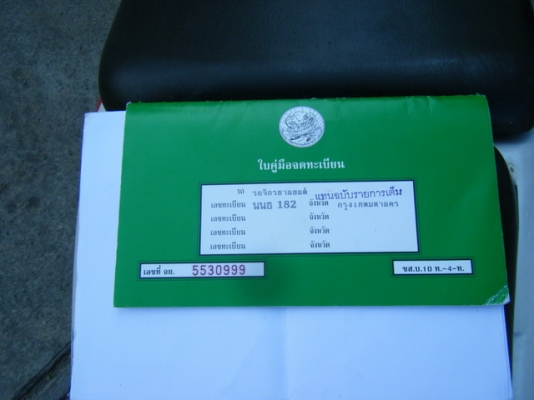 ใบคู่มือจดทะเบียน
รถ รถจักรยานยนต์ แทนฉบับรายการเต็ม
เลขทะเบียน นนธ 182 จังหวัด กรุงเทพมหานคร
เลขทะเบียน จังหวัด
เลขทะเบียน จังหวัด
เลขทะเบียน จังหวัด
เลขที่ จย. 5530999
ขส.บ.10 ท.-4-ท.